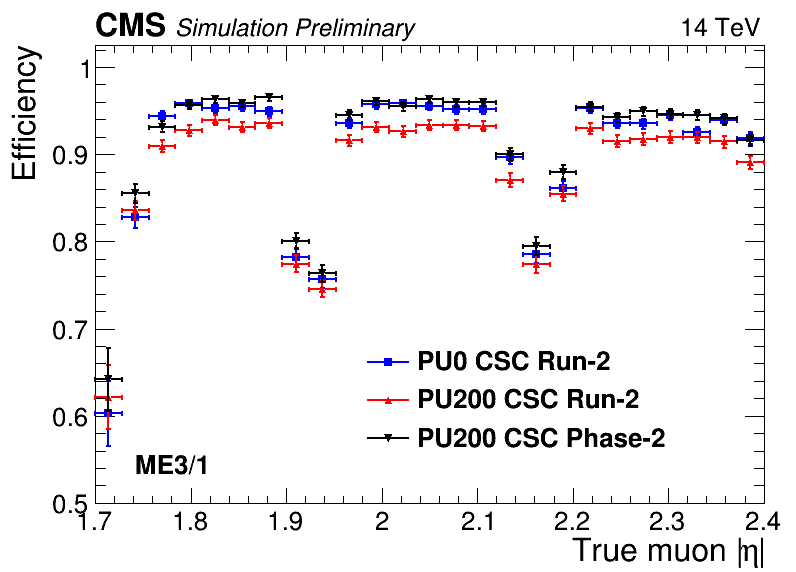 CMS Simulation Preliminary 14 TeV
Efficiency
1
0.9
0.8
0.7
0.6
0.5
PU0 CSC Run-2
PU200 CSC Run-2
PU200 CSC Phase-2
ME3/1
1.7 1.8 1.9 2 2.1 2.2 2.3 2.4
True muon |η|